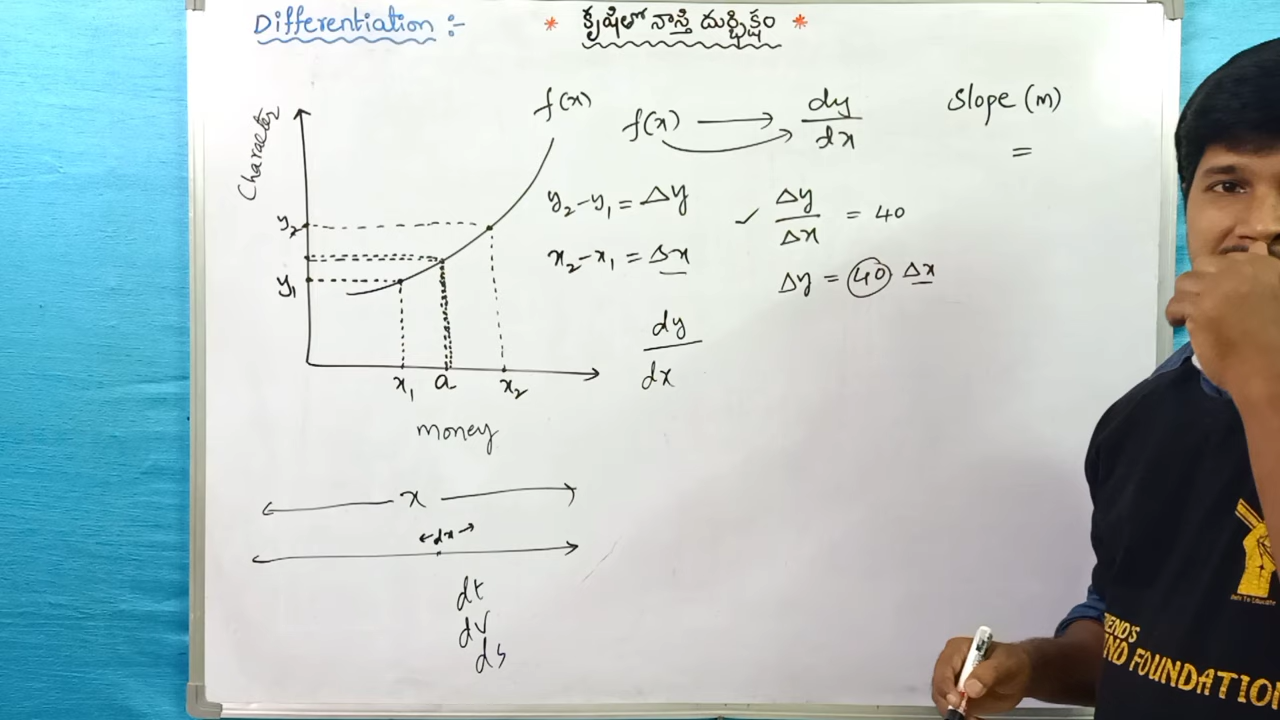 Differentiation :-
* కృషితో నాస్తి దుర్భిక్షం *
Character
f(x)
y₂
y₁
x₁ a x₂
money
f(x) → dy/dx
y₂-y₁ = Δy
x₂-x₁ = Δx
dy/dx
Δy/Δx = 40
Δy = 40 Δx
Slope (m)
=
x
dx
dt
dv
ds
FOUNDATION